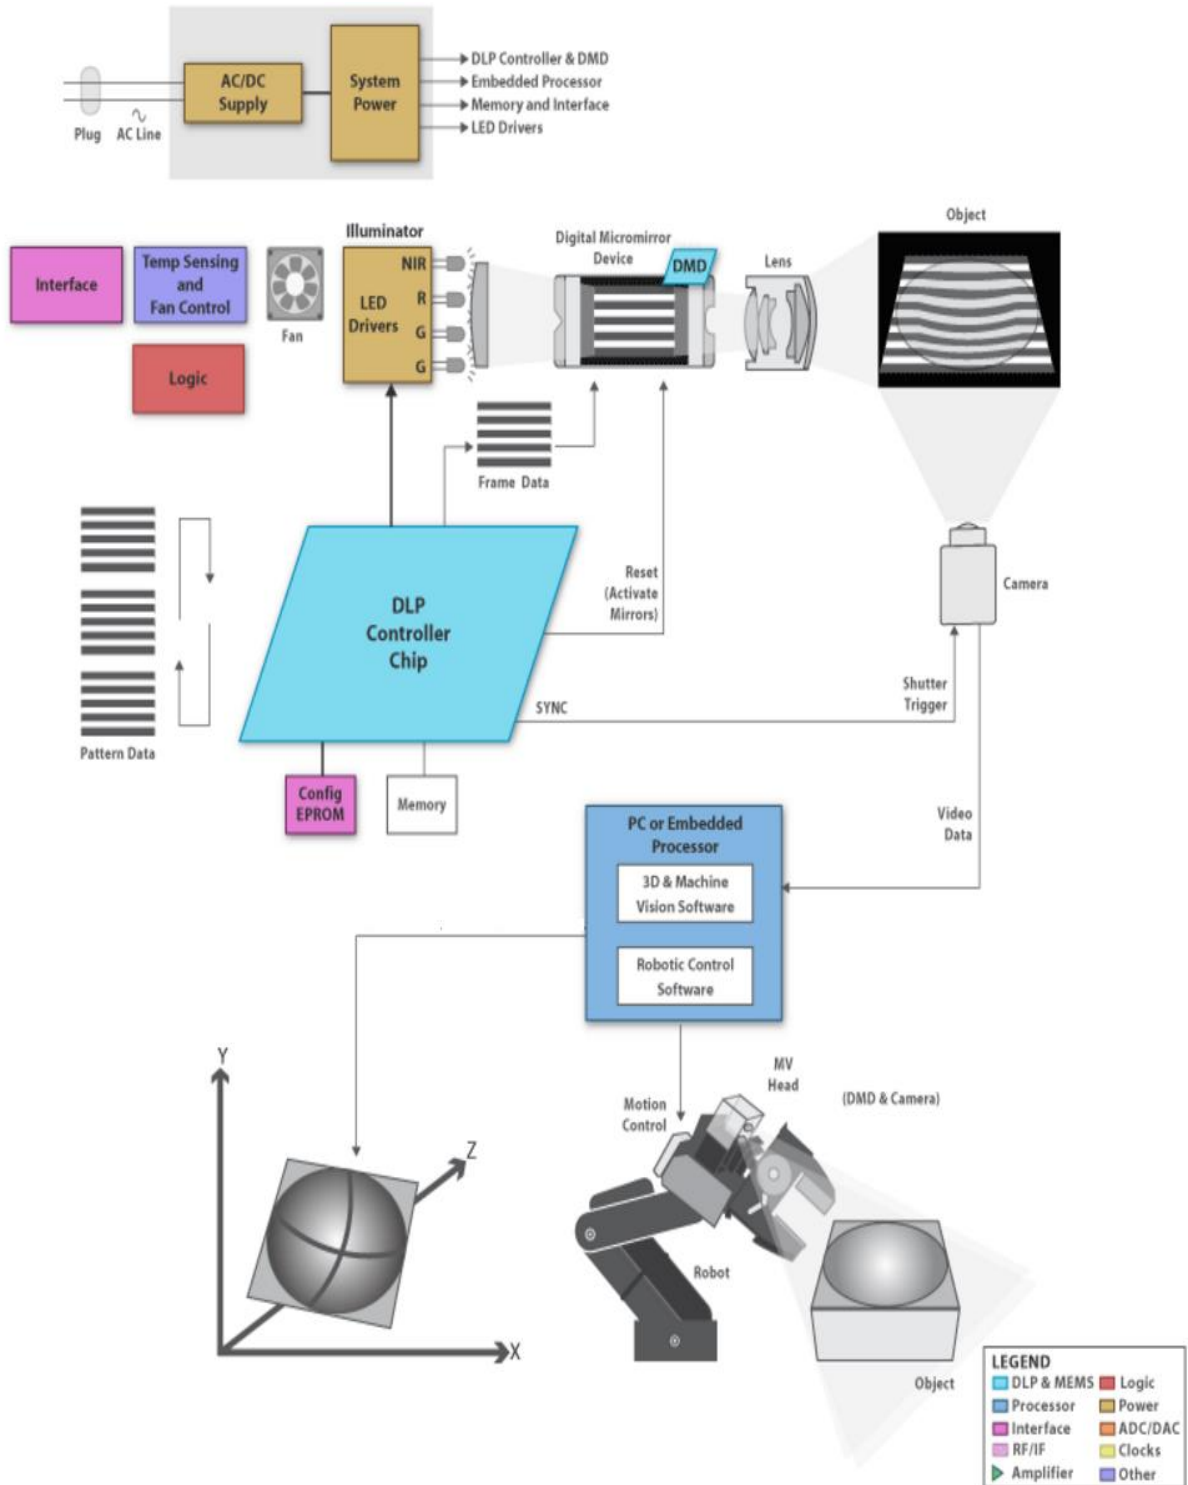 AC/DC
Supply
System
Power
DLP Controller & DMD
Embedded Processor
Memory and Interface
LED Drivers
Plug
AC Line
Interface
Temp Sensing
and
Fan Control
Fan
Logic
Illuminator
LED
Drivers
NIR
R
G
G
Digital Micromirror
Device
DMD
Lens
Object
Frame Data
Pattern Data
DLP
Controller
Chip
Reset
(Activate
Mirrors)
SYNC
Shutter
Trigger
Camera
Config
EPROM
Memory
Video
Data
PC or Embedded
Processor
3D & Machine
Vision Software
Robotic Control
Software
Y
Z
X
Motion
Control
MV
Head
(DMD & Camera)
Robot
Object
LEGEND
DLP & MEMS
Logic
Processor
Power
Interface
ADC/DAC
RF/IF
Clocks
Amplifier
Other